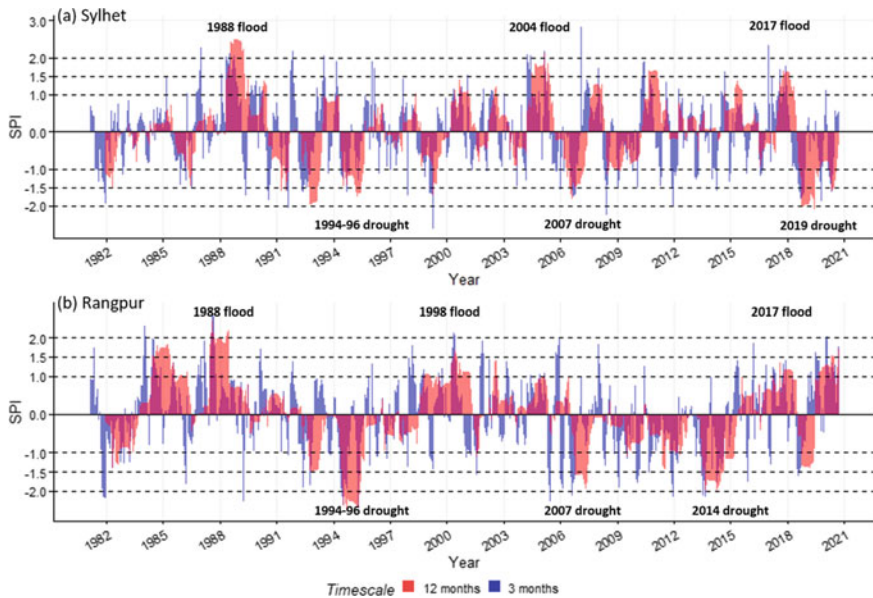 (a) Sylhet
1988 flood
2004 flood
2017 flood
3.0
2.0
1.5
1.0
0.0
-1.0
-1.5
-2.0
SPI
1994-96 drought
2007 drought
2019 drought
1982
1985
1988
1991
1994
1997
2000
2003
2006
2009
2012
2015
2018
2021
Year
(b) Rangpur
1988 flood
1998 flood
2017 flood
2.0
1.5
1.0
0.0
-1.0
-1.5
-2.0
SPI
1994-96 drought
2007 drought
2014 drought
1982
1985
1988
1991
1994
1997
2000
2003
2006
2009
2012
2015
2018
2021
Year
Timescale 12 months 3 months